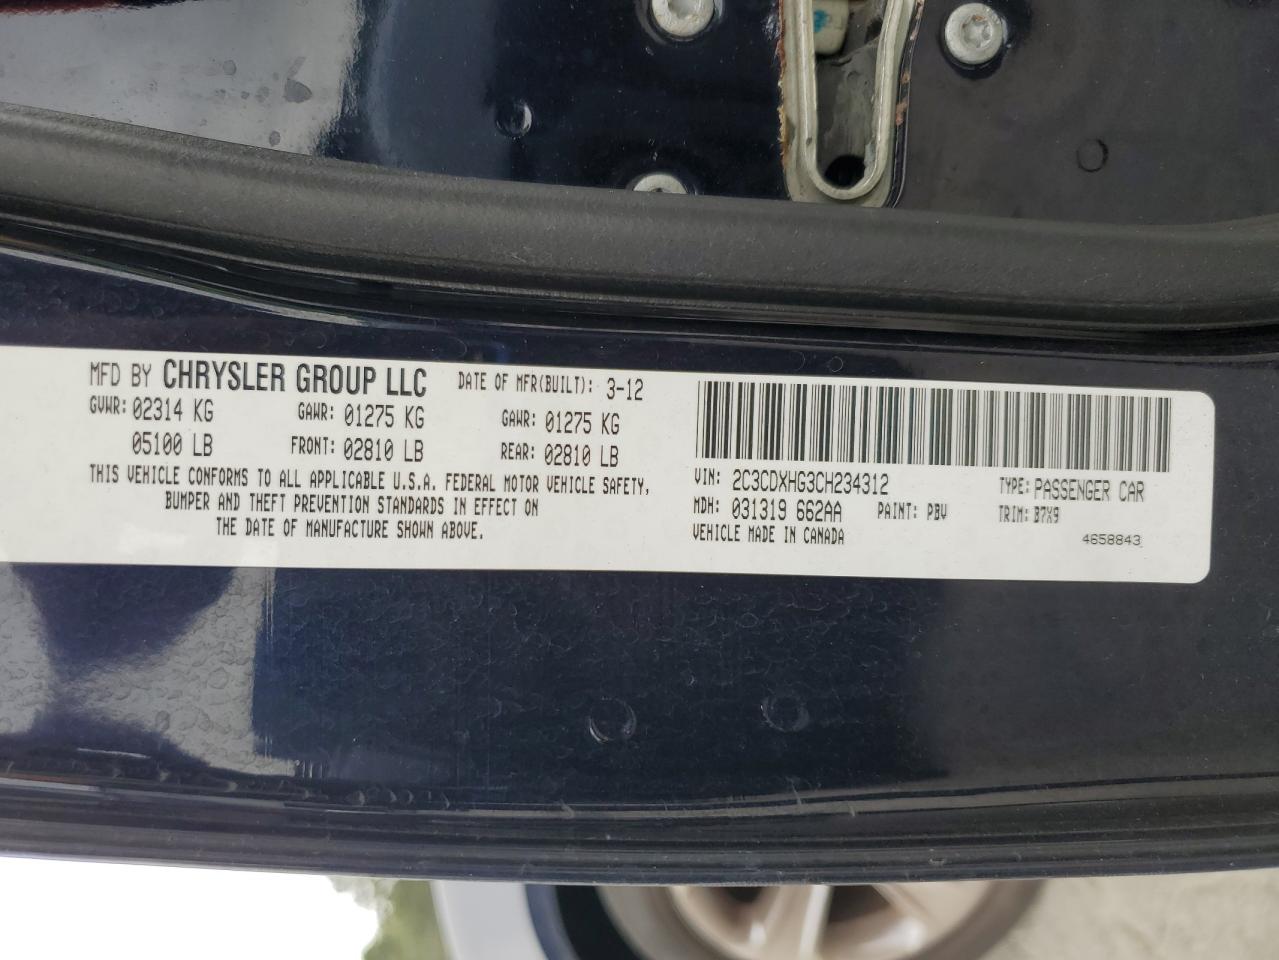 MFD BY CHRYSLER GROUP LLC DATE OF MFR(BUILT): 3-12
GVWR: 02314 KG GAWR: 01275 KG GAWR: 01275 KG
05100 LB FRONT: 02810 LB REAR: 02810 LB
THIS VEHICLE CONFORMS TO ALL APPLICABLE U.S.A. FEDERAL MOTOR VEHICLE SAFETY,
BUMPER AND THEFT PREVENTION STANDARDS IN EFFECT ON
THE DATE OF MANUFACTURE SHOWN ABOVE.
VIN: 2C3CDXHG3CH234312 TYPE: PASSENGER CAR
MDH: 031319 662AA PAINT: PBV TRIM: B7X9
VEHICLE MADE IN CANADA 4658843